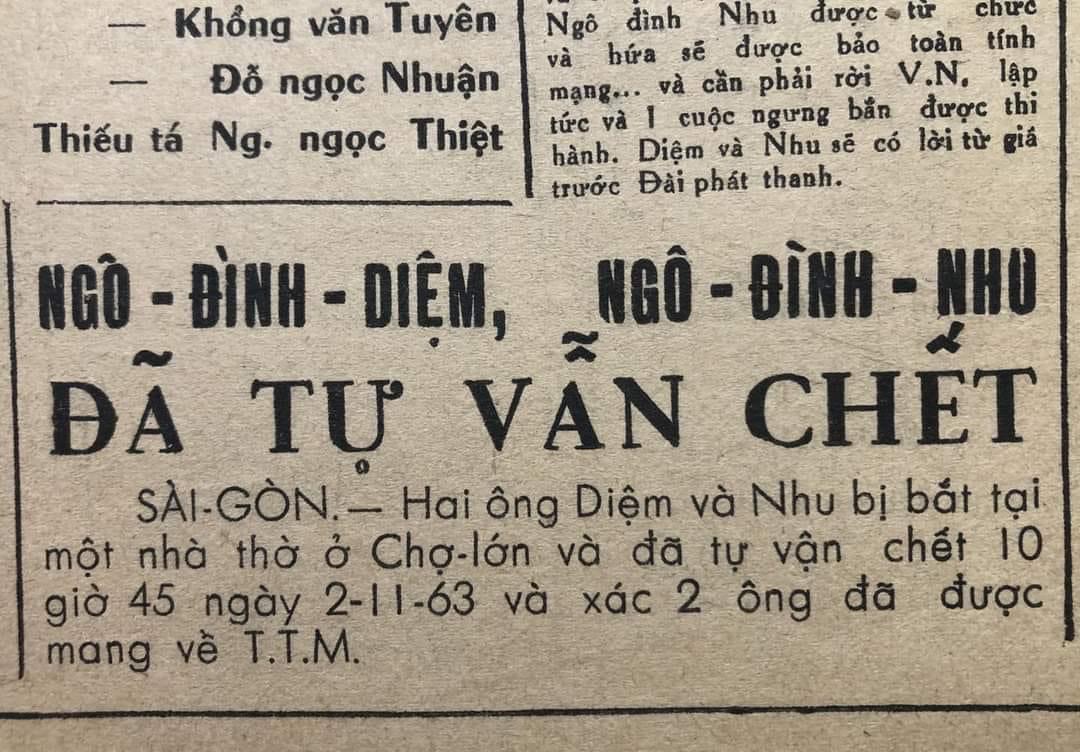 — Khổng văn Tuyên
— Đỗ ngọc Nhuận
Thiếu tá Ng. ngọc Thiệt
Ngô đình Nhu được từ chức
và hứa sẽ được bảo toàn tính
mạng... và cần phải rời V.N. lập
tức và 1 cuộc ngưng bắn được thi
hành. Diệm và Nhu sẽ có lời từ giá
trước Đài phát thanh.
NGÔ - ĐÌNH - DIỆM, NGÔ - ĐÌNH - NHU
ĐÃ TỰ VẪN CHẾT
SÀI-GÒN.— Hai ông Diệm và Nhu bị bắt tại
một nhà thờ ở Chợ-lớn và đã tự vận chết 10
giờ 45 ngày 2-11-63 và xác 2 ông đã được
mang về T.T.M.